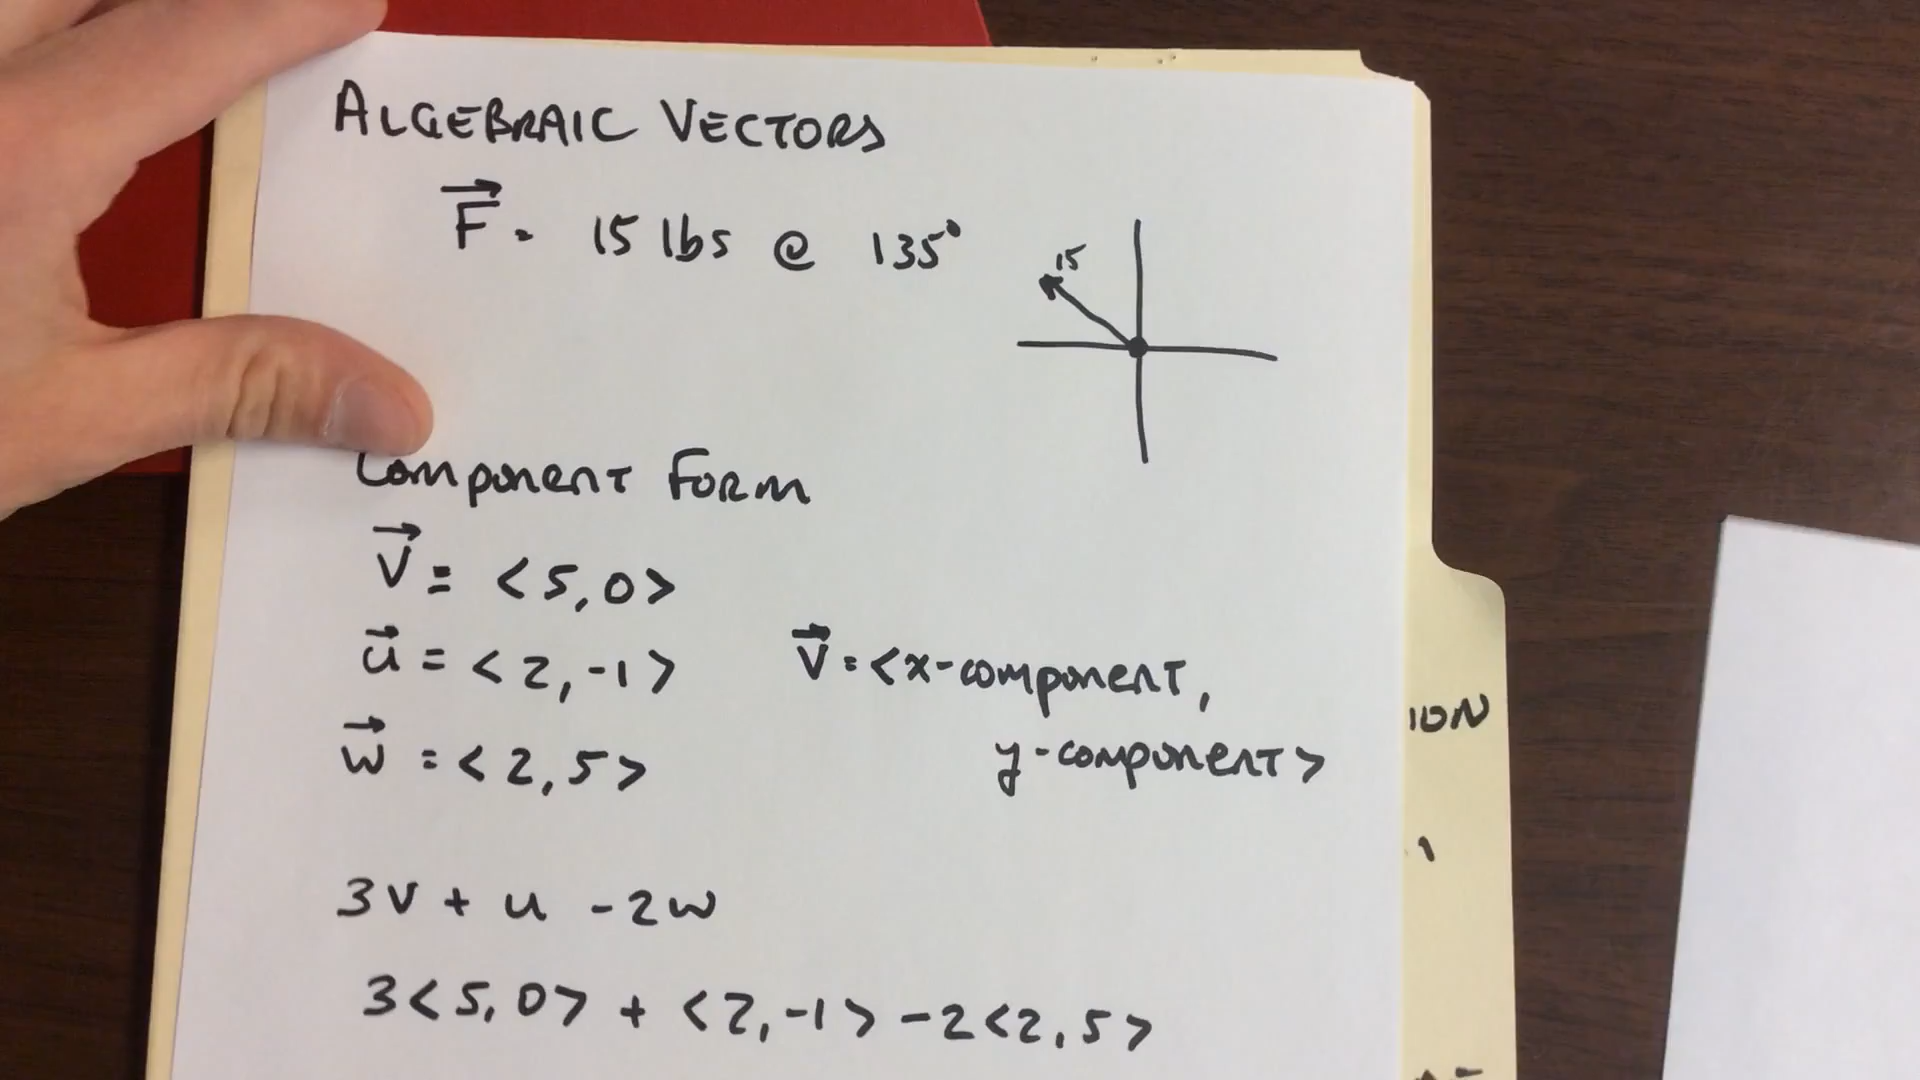 ALGEBRAIC VECTORS
F = 15 lbs @ 135°
15
Component Form
V = <5,0>
u = <2,-1>
V = <x-component,
w = <2,5>
y-component>
ION
3v + u - 2w
3<5,0> + <2,-1> - 2<2,5>